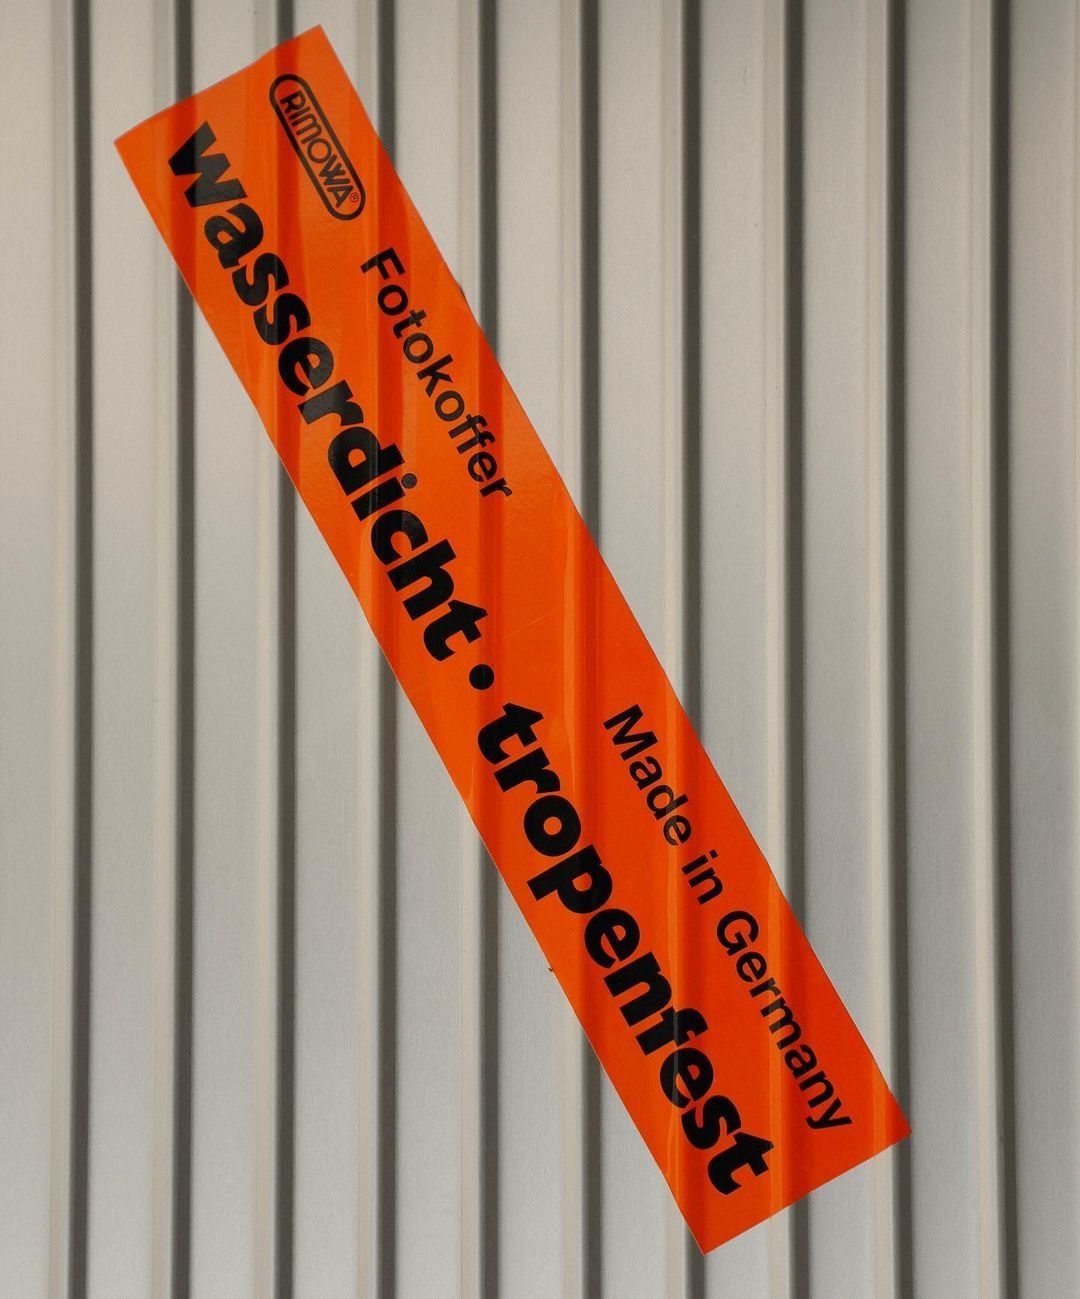 RIMOWA®
Fotokoffer
Made in Germany
wasserdicht • tropenfest